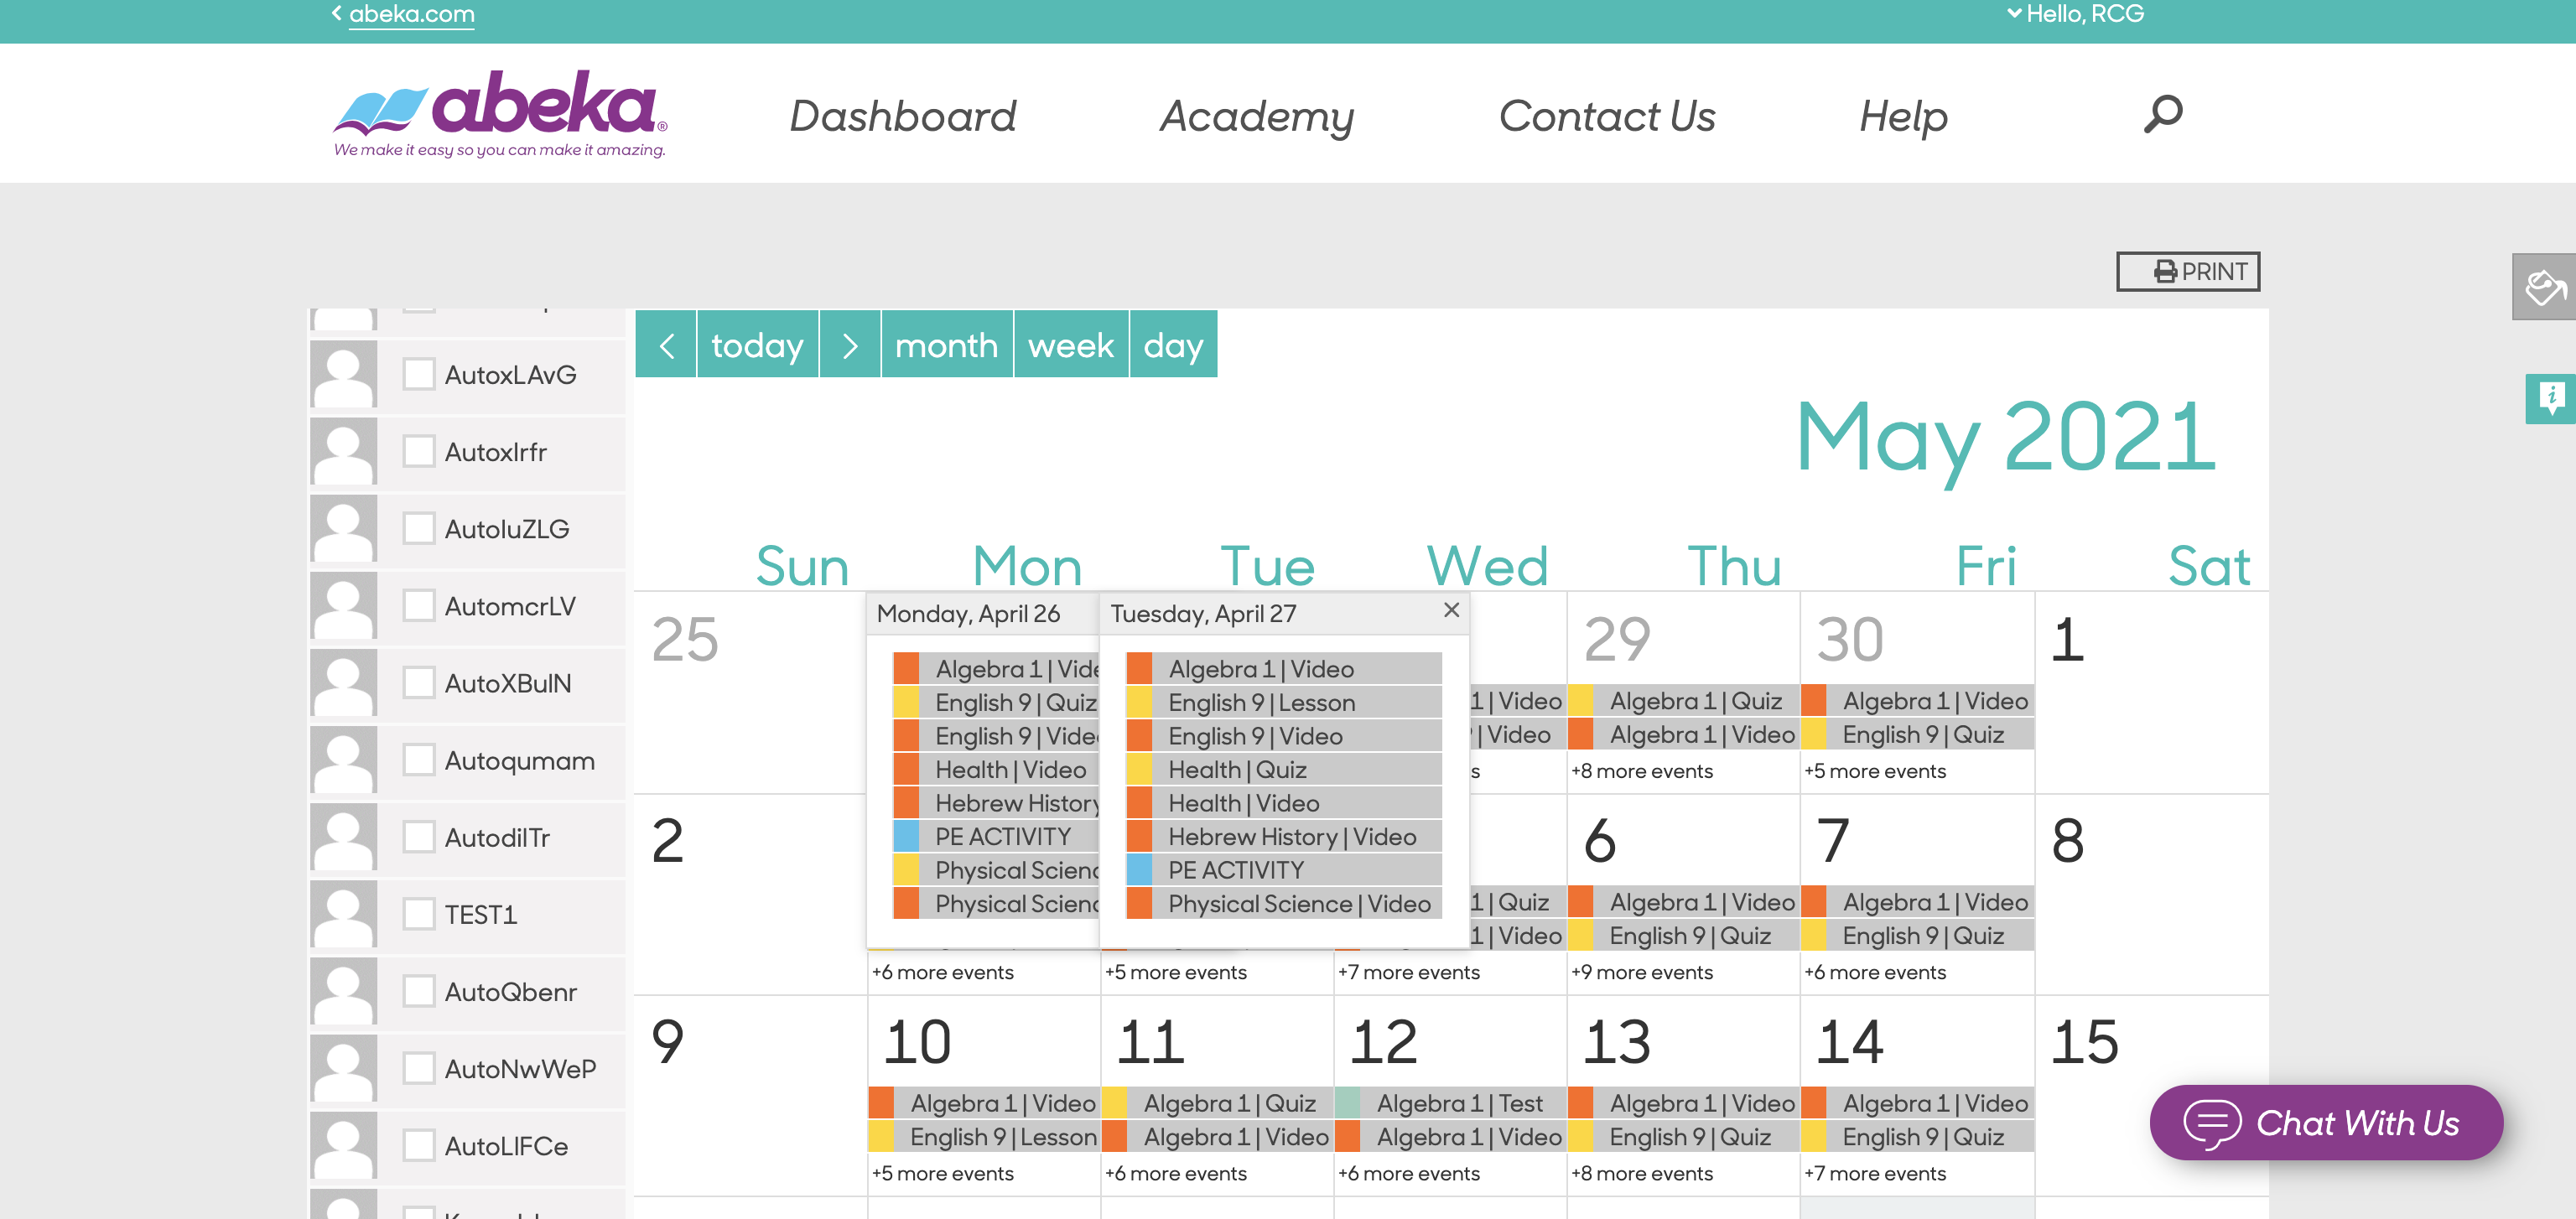 abeka.com
Hello, RCG
abeka®
We make it easy so you can make it amazing.
Dashboard
Academy
Contact Us
Help
PRINT
AutoxLAvG
today
month
week
day
May 2021
Sun
Mon
Tue
Wed
Thu
Fri
Sat
TEST1
Autoqumam
AutomcrLV
AutoQbenr
AutoNwWeP
25
Monday, April 26
Algebra 1 | Vide
English 9 | Quiz
English 9 | Vide
Health | Video
Hebrew History
PE ACTIVITY
Physical Scienc
Physical Scienc
Tuesday, April 27
Algebra 1 | Video
English 9 | Lesson
English 9 | Video
Health | Quiz
Health | Video
Hebrew History | Video
PE ACTIVITY
Physical Science | Video
1 | Video
| Video
s
29
Algebra 1 | Quiz
Algebra 1 | Video
+8 more events
30
Algebra 1 | Video
English 9 | Quiz
+5 more events
1
2
+6 more events
+5 more events
1 | Quiz
1 | Video
+7 more events
6
Algebra 1 | Video
English 9 | Quiz
+9 more events
7
Algebra 1 | Video
English 9 | Quiz
+6 more events
8
9
10
Algebra 1 | Video
English 9 | Lesson
+5 more events
11
Algebra 1 | Quiz
Algebra 1 | Video
+6 more events
12
Algebra 1 | Test
Algebra 1 | Video
+6 more events
13
Algebra 1 | Video
English 9 | Quiz
+8 more events
14
Algebra 1 | Video
English 9 | Quiz
+7 more events
15
Chat With Us